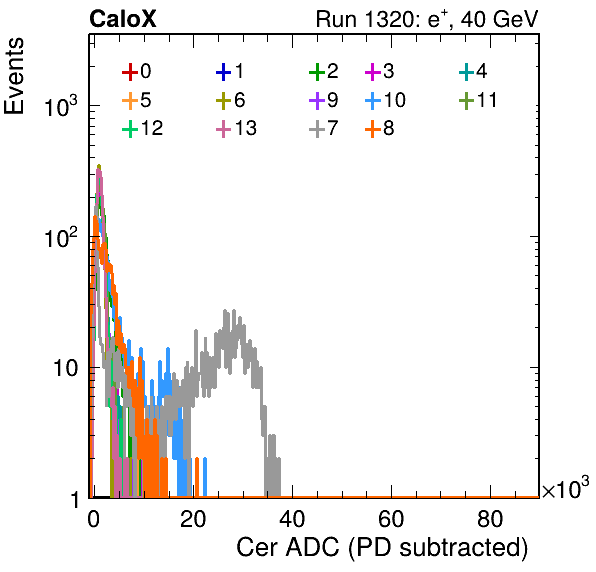 CaloX Run 1320: e⁺, 40 GeV
Events
0 1 2 3 4
5 6 9 10 11
12 13 7 8
10³
10²
10
1
0 20 40 60 80
×10³
Cer ADC (PD subtracted)